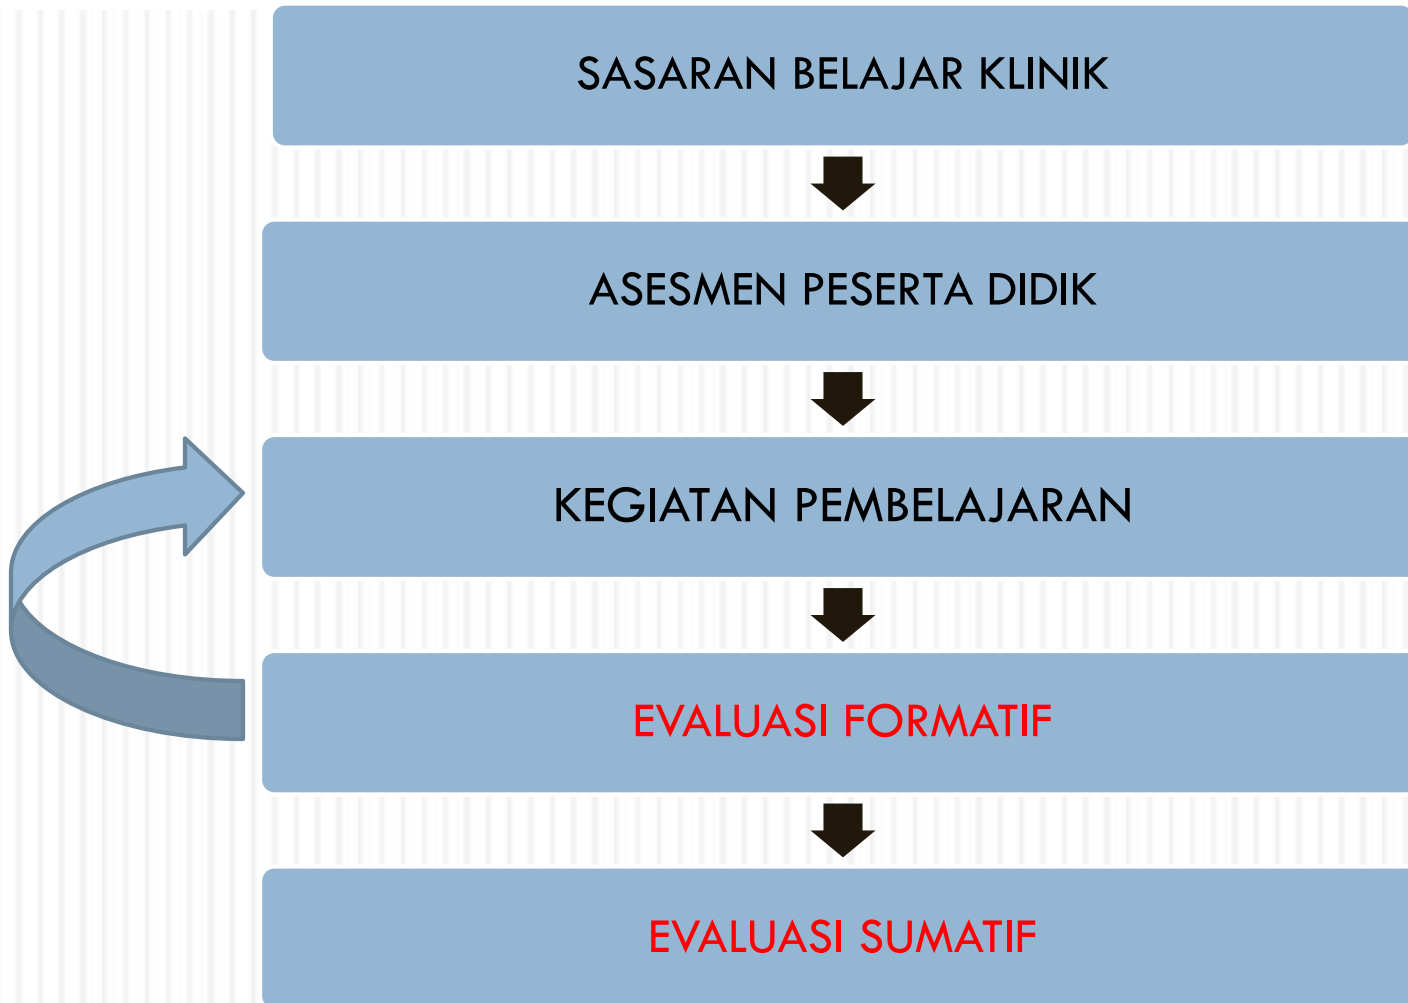 SASARAN BELAJAR KLINIK
ASESMEN PESERTA DIDIK
KEGIATAN PEMBELAJARAN
EVALUASI FORMATIF
EVALUASI SUMATIF